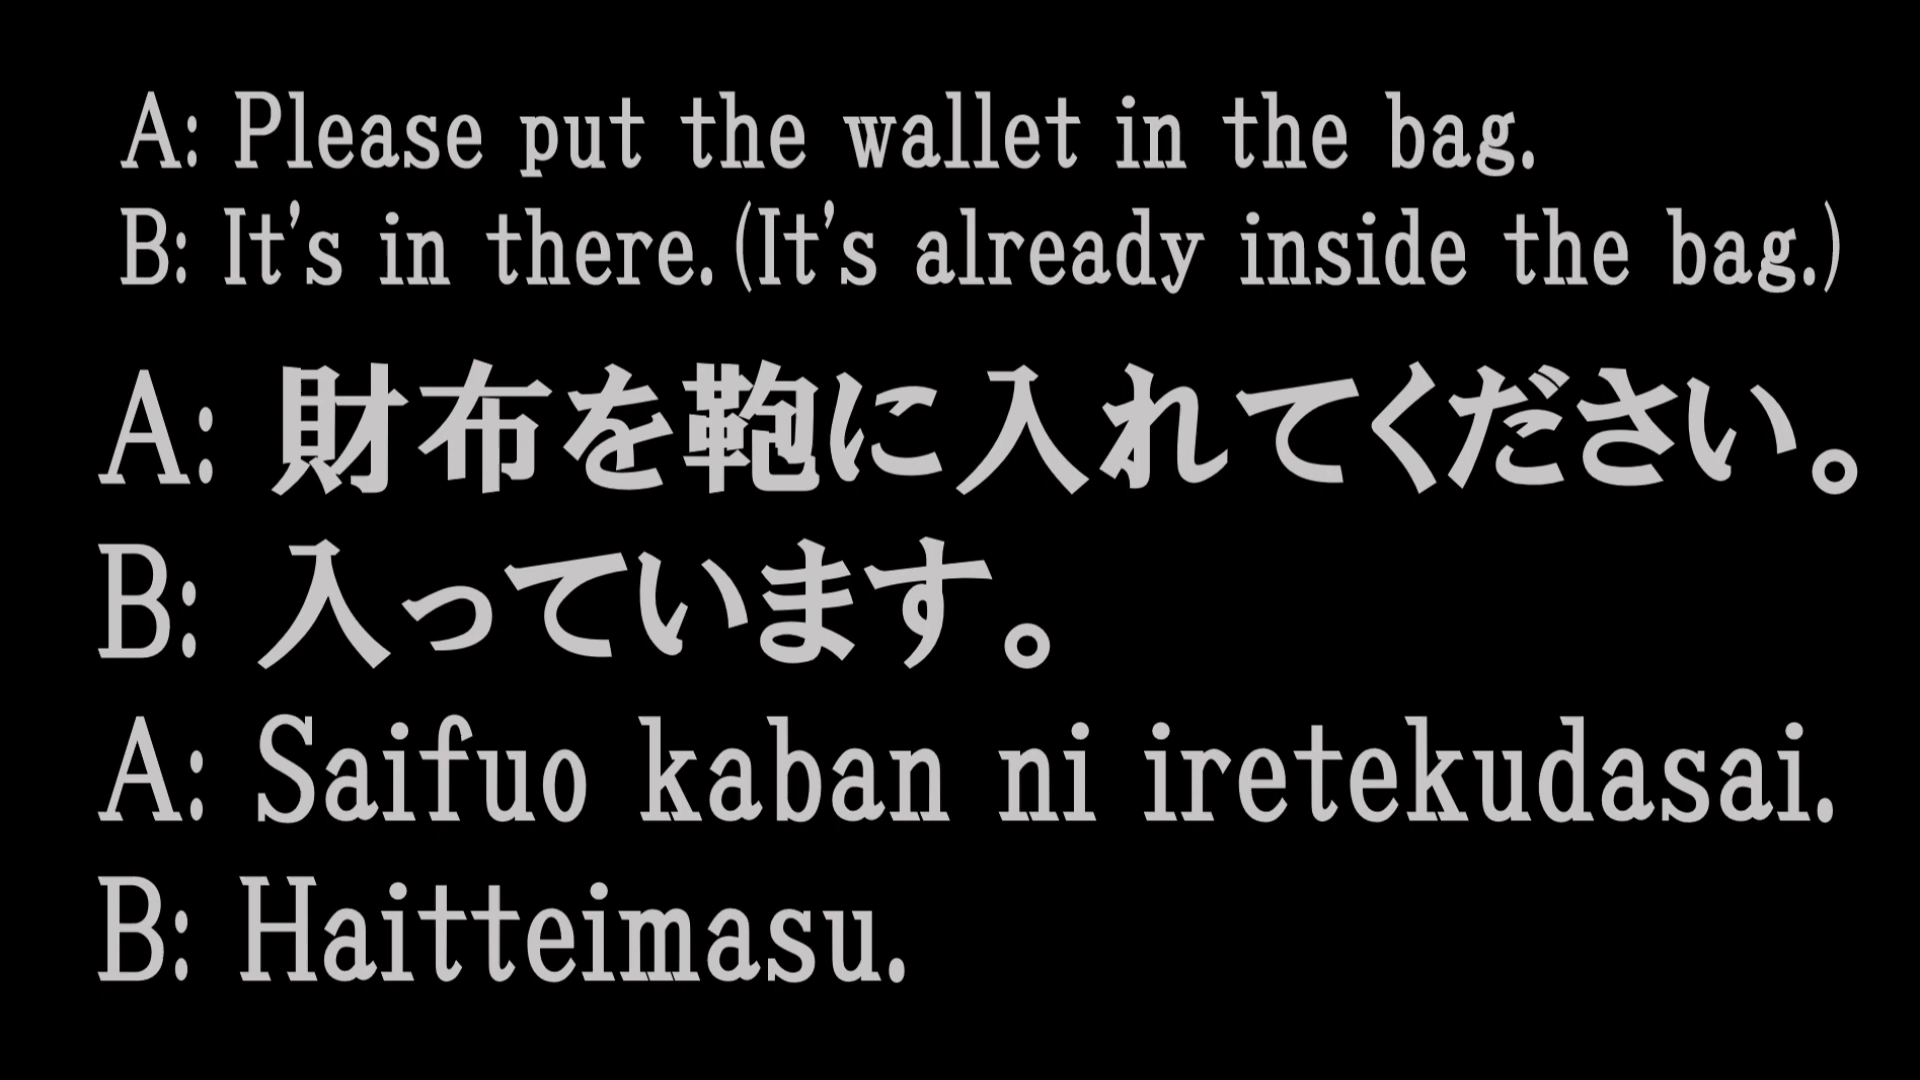 A: Please put the wallet in the bag.
B: It's in there.(It's already inside the bag.)
A: 財布を鞄に入れてください。
B: 入っています。
A: Saifuo kaban ni iretekudasai.
B: Haitteimasu.